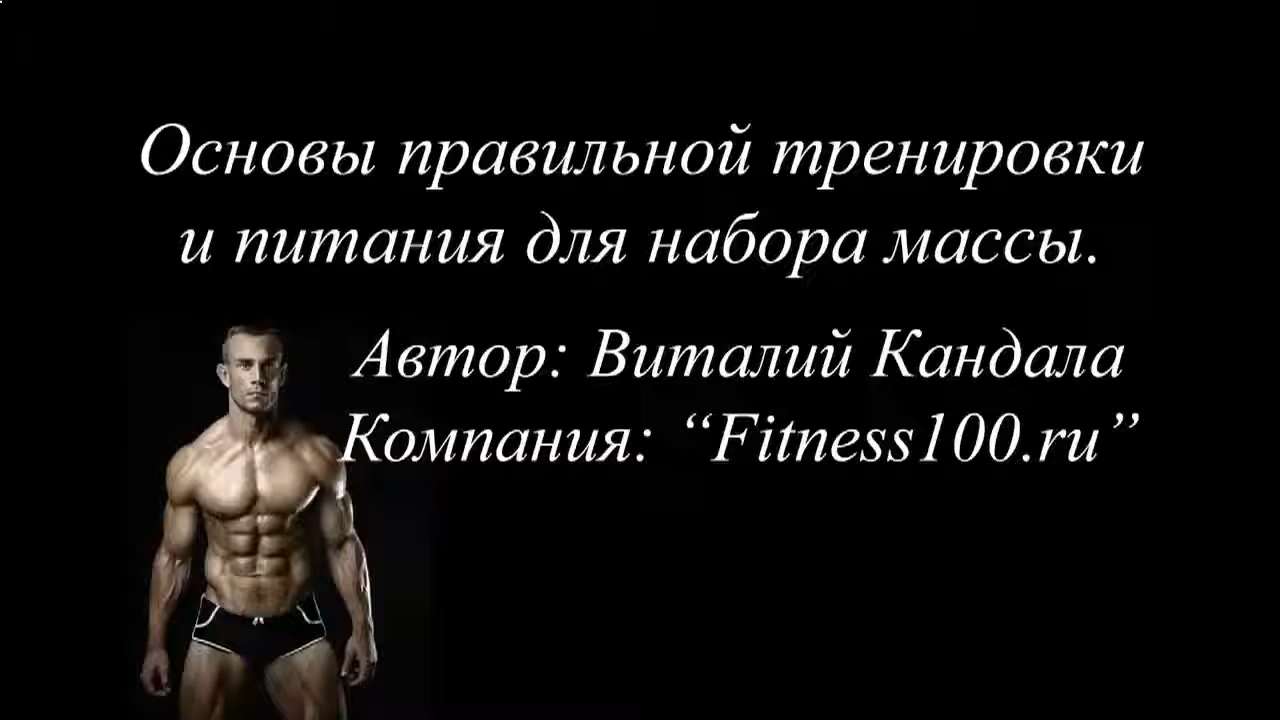 Основы правильной тренировки
и питания для набора массы.
Автор: Виталий Кандала
Компания: “Fitness100.ru”